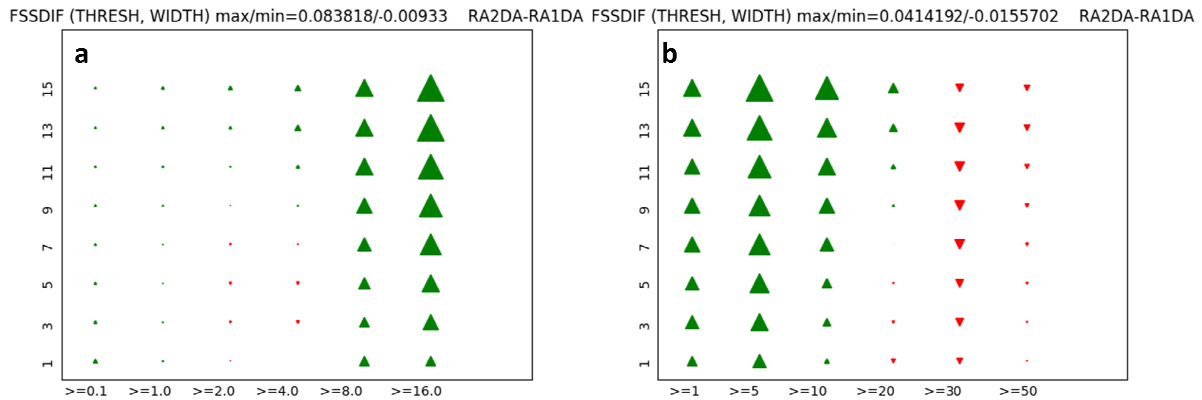 FSSDIF (THRESH, WIDTH) max/min=0.083818/-0.00933 RA2DA-RA1DA
a
15
13
11
9
7
5
3
1
>=0.1 >=1.0 >=2.0 >=4.0 >=8.0 >=16.0
FSSDIF (THRESH, WIDTH) max/min=0.0414192/-0.0155702 RA2DA-RA1DA
b
15
13
11
9
7
5
3
1
>=1 >=5 >=10 >=20 >=30 >=50